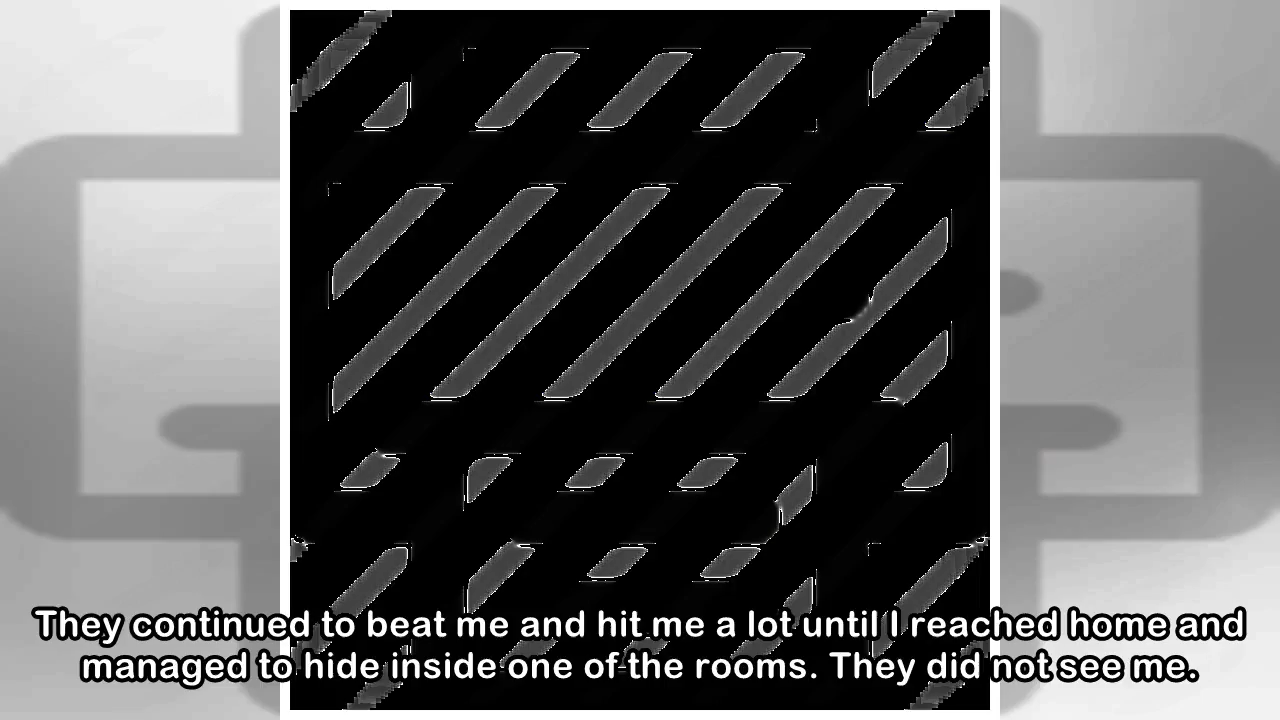 They continued to beat me and hit me a lot until I reached home and
managed to hide inside one of the rooms. They did not see me.